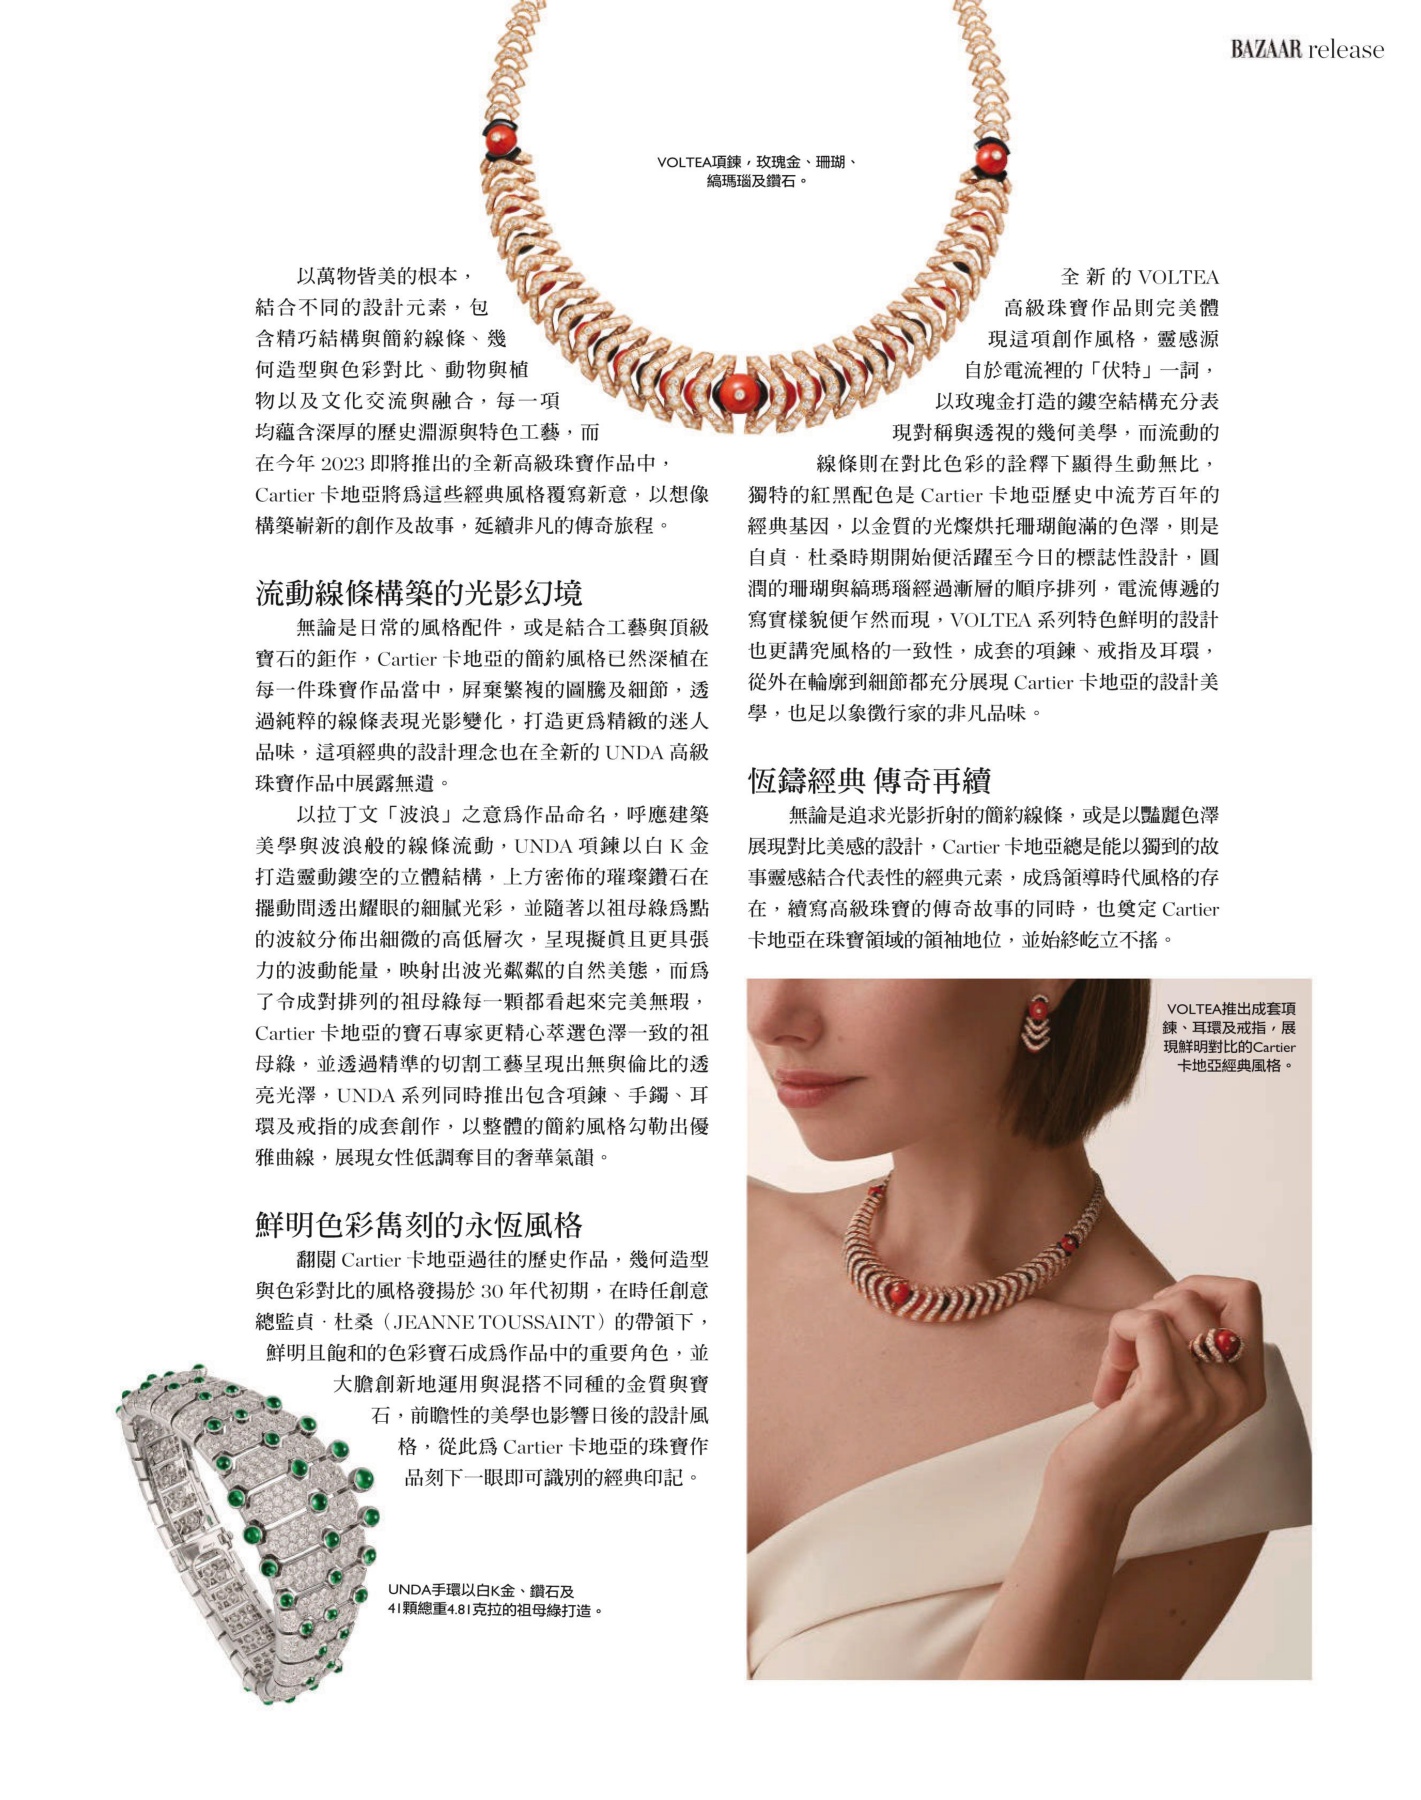 BAZAAR release
VOLTEA項鍊，玫瑰金、珊瑚、
縞瑪瑙及鑽石。
以萬物皆美的根本，
結合不同的設計元素，包
含精巧結構與簡約線條、幾
何造型與色彩對比、動物與植
物以及文化交流與融合，每一項
均蘊含深厚的歷史淵源與特色工藝，而
在今年 2023 即將推出的全新高級珠寶作品中，
Cartier 卡地亞將為這些經典風格覆寫新意，以想像
構築嶄新的創作及故事，延續非凡的傳奇旅程。
流動線條構築的光影幻境
無論是日常的風格配件，或是結合工藝與頂級
寶石的鉅作，Cartier 卡地亞的簡約風格已然深植在
每一件珠寶作品當中，屏棄繁複的圖騰及細節，透
過純粹的線條表現光影變化，打造更為精緻的迷人
品味，這項經典的設計理念也在全新的 UNDA 高級
珠寶作品中展露無遺。
以拉丁文「波浪」之意為作品命名，呼應建築
美學與波浪般的線條流動，UNDA 項鍊以白 K 金
打造靈動鏤空的立體結構，上方密佈的璀璨鑽石在
擺動間透出耀眼的細膩光彩，並隨著以祖母綠為點
的波紋分佈出細微的高低層次，呈現擬真且更具張
力的波動能量，映射出波光粼粼的自然美態，而為
了令成對排列的祖母綠每一顆都看起來完美無瑕，
Cartier 卡地亞的寶石專家更精心萃選色澤一致的祖
母綠，並透過精準的切割工藝呈現出無與倫比的透
亮光澤，UNDA 系列同時推出包含項鍊、手鐲、耳
環及戒指的成套創作，以整體的簡約風格勾勒出優
雅曲線，展現女性低調奪目的奢華氣韻。
鮮明色彩雋刻的永恆風格
翻閱 Cartier 卡地亞過往的歷史作品，幾何造型
與色彩對比的風格發揚於 30 年代初期，在時任創意
總監貞‧杜桑（JEANNE TOUSSAINT）的帶領下，
鮮明且飽和的色彩寶石成為作品中的重要角色，並
大膽創新地運用與混搭不同種的金質與寶
石，前瞻性的美學也影響日後的設計風
格，從此為 Cartier 卡地亞的珠寶作
品刻下一眼即可識別的經典印記。
UNDA手環以白K金、鑽石及
41顆總重4.81克拉的祖母綠打造。
全新的 VOLTEA
高級珠寶作品則完美體
現這項創作風格，靈感源
自於電流裡的「伏特」一詞，
以玫瑰金打造的鏤空結構充分表
現對稱與透視的幾何美學，而流動的
線條則在對比色彩的詮釋下顯得生動無比，
獨特的紅黑配色是 Cartier 卡地亞歷史中流芳百年的
經典基因，以金質的光燦烘托珊瑚飽滿的色澤，則是
自貞‧杜桑時期開始便活躍至今日的標誌性設計，圓
潤的珊瑚與縞瑪瑙經過漸層的順序排列，電流傳遞的
寫實樣貌便乍然而現，VOLTEA 系列特色鮮明的設計
也更講究風格的一致性，成套的項鍊、戒指及耳環，
從外在輪廓到細節都充分展現 Cartier 卡地亞的設計美
學，也足以象徵行家的非凡品味。
恆鑄經典 傳奇再續
無論是追求光影折射的簡約線條，或是以豔麗色澤
展現對比美感的設計，Cartier 卡地亞總是能以獨到的故
事靈感結合代表性的經典元素，成為領導時代風格的存
在，續寫高級珠寶的傳奇故事的同時，也奠定 Cartier
卡地亞在珠寶領域的領袖地位，並始終屹立不搖。
VOLTEA推出成套項
鍊、耳環及戒指，展
現鮮明對比的Cartier
卡地亞經典風格。